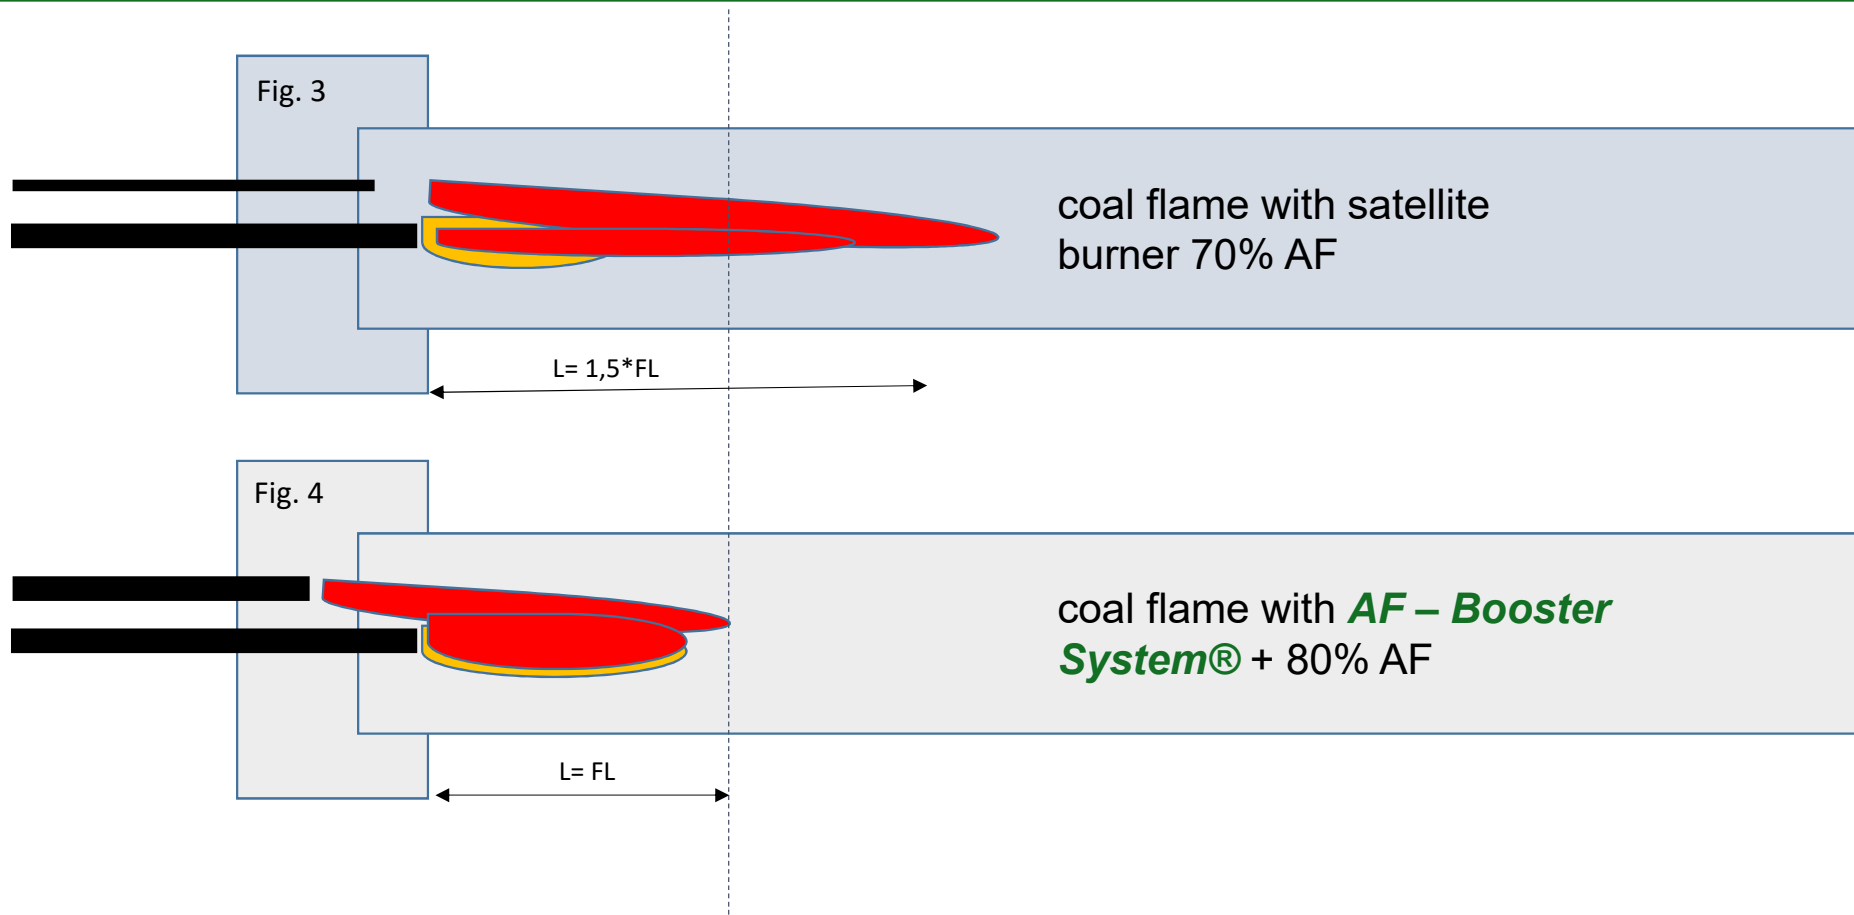 Fig. 3
coal flame with satellite
burner 70% AF
L= 1,5*FL
Fig. 4
coal flame with AF – Booster
System® + 80% AF
L= FL